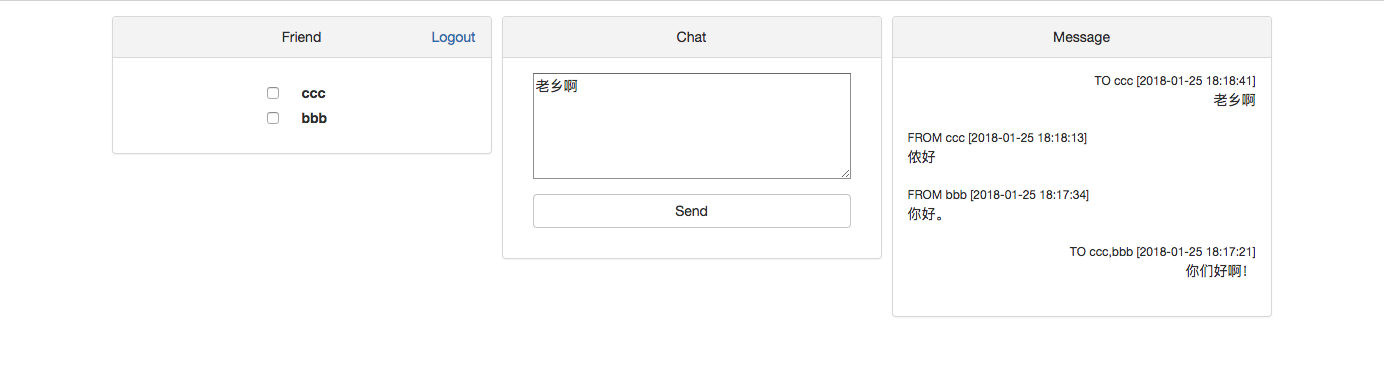 Friend
Logout
ccc
bbb
Chat
老乡啊
Send
Message
TO ccc [2018-01-25 18:18:41]
老乡啊
FROM ccc [2018-01-25 18:18:13]
侬好
FROM bbb [2018-01-25 18:17:34]
你好。
TO ccc,bbb [2018-01-25 18:17:21]
你们好啊！